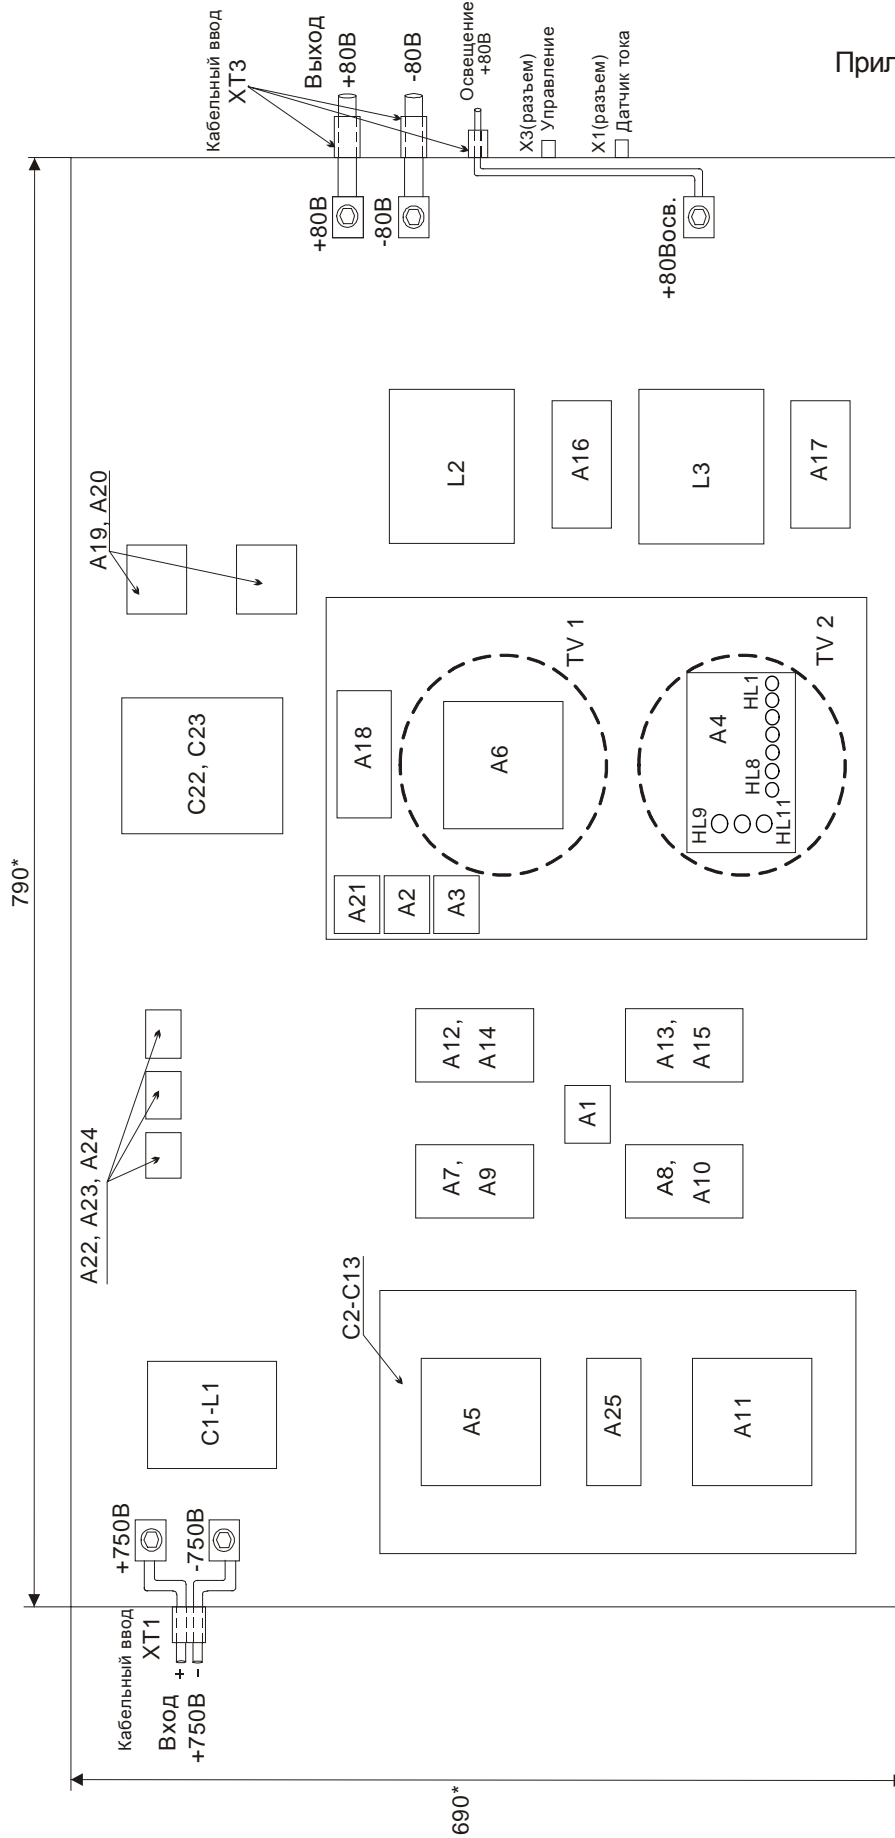 Прил
790*
690*
Кабельный ввод
XT1
Вход
+750В
+
-
+750В
-750В
C1-L1
A22, A23, A24
C22, C23
A19, A20
Кабельный ввод
XT3
Выход
+80В
-80В
Освещение
+80В
X3(разъем)
Управление
X1(разъем)
Датчик тока
+80В
-80В
+80Восв.
C2-C13
A5
A25
A11
A7,
A9
A8,
A10
A1
A12,
A14
A13,
A15
A21
A2
A3
A18
A6
TV 1
A4
HL9
HL11
HL8
HL1
TV 2
L2
A16
L3
A17